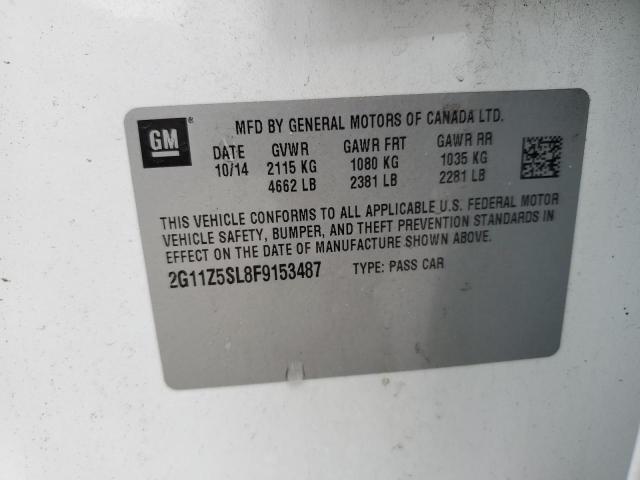 GM®
MFD BY GENERAL MOTORS OF CANADA LTD.
DATE GVWR GAWR FRT GAWR RR
10/14 2115 KG 1080 KG 1035 KG
4662 LB 2381 LB 2281 LB
THIS VEHICLE CONFORMS TO ALL APPLICABLE U.S. FEDERAL MOTOR
VEHICLE SAFETY, BUMPER, AND THEFT PREVENTION STANDARDS IN
EFFECT ON THE DATE OF MANUFACTURE SHOWN ABOVE.
2G11Z5SL8F9153487 TYPE: PASS CAR